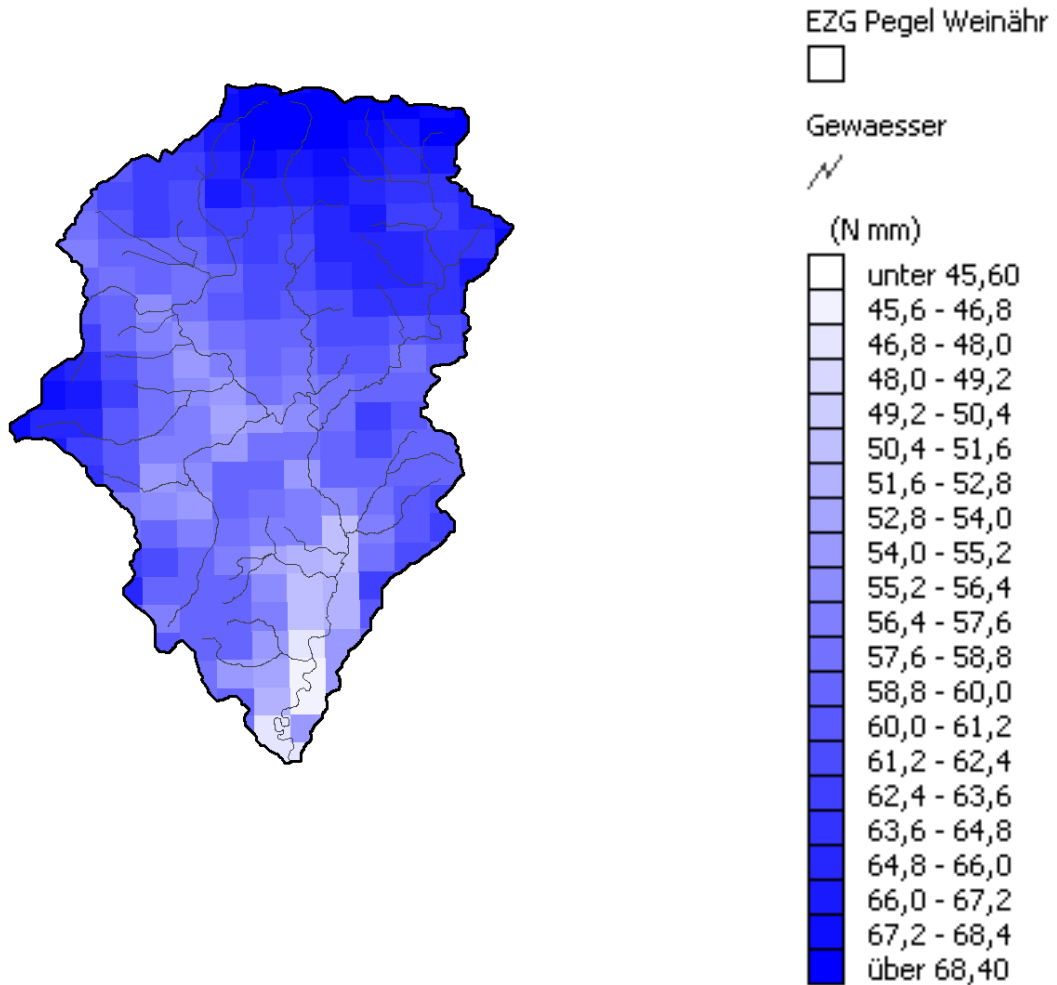 EZG Pegel Weinähr
Gewaesser
(N mm)
unter 45,60
45,6 - 46,8
46,8 - 48,0
48,0 - 49,2
49,2 - 50,4
50,4 - 51,6
51,6 - 52,8
52,8 - 54,0
54,0 - 55,2
55,2 - 56,4
56,4 - 57,6
57,6 - 58,8
58,8 - 60,0
60,0 - 61,2
61,2 - 62,4
62,4 - 63,6
63,6 - 64,8
64,8 - 66,0
66,0 - 67,2
67,2 - 68,4
über 68,40